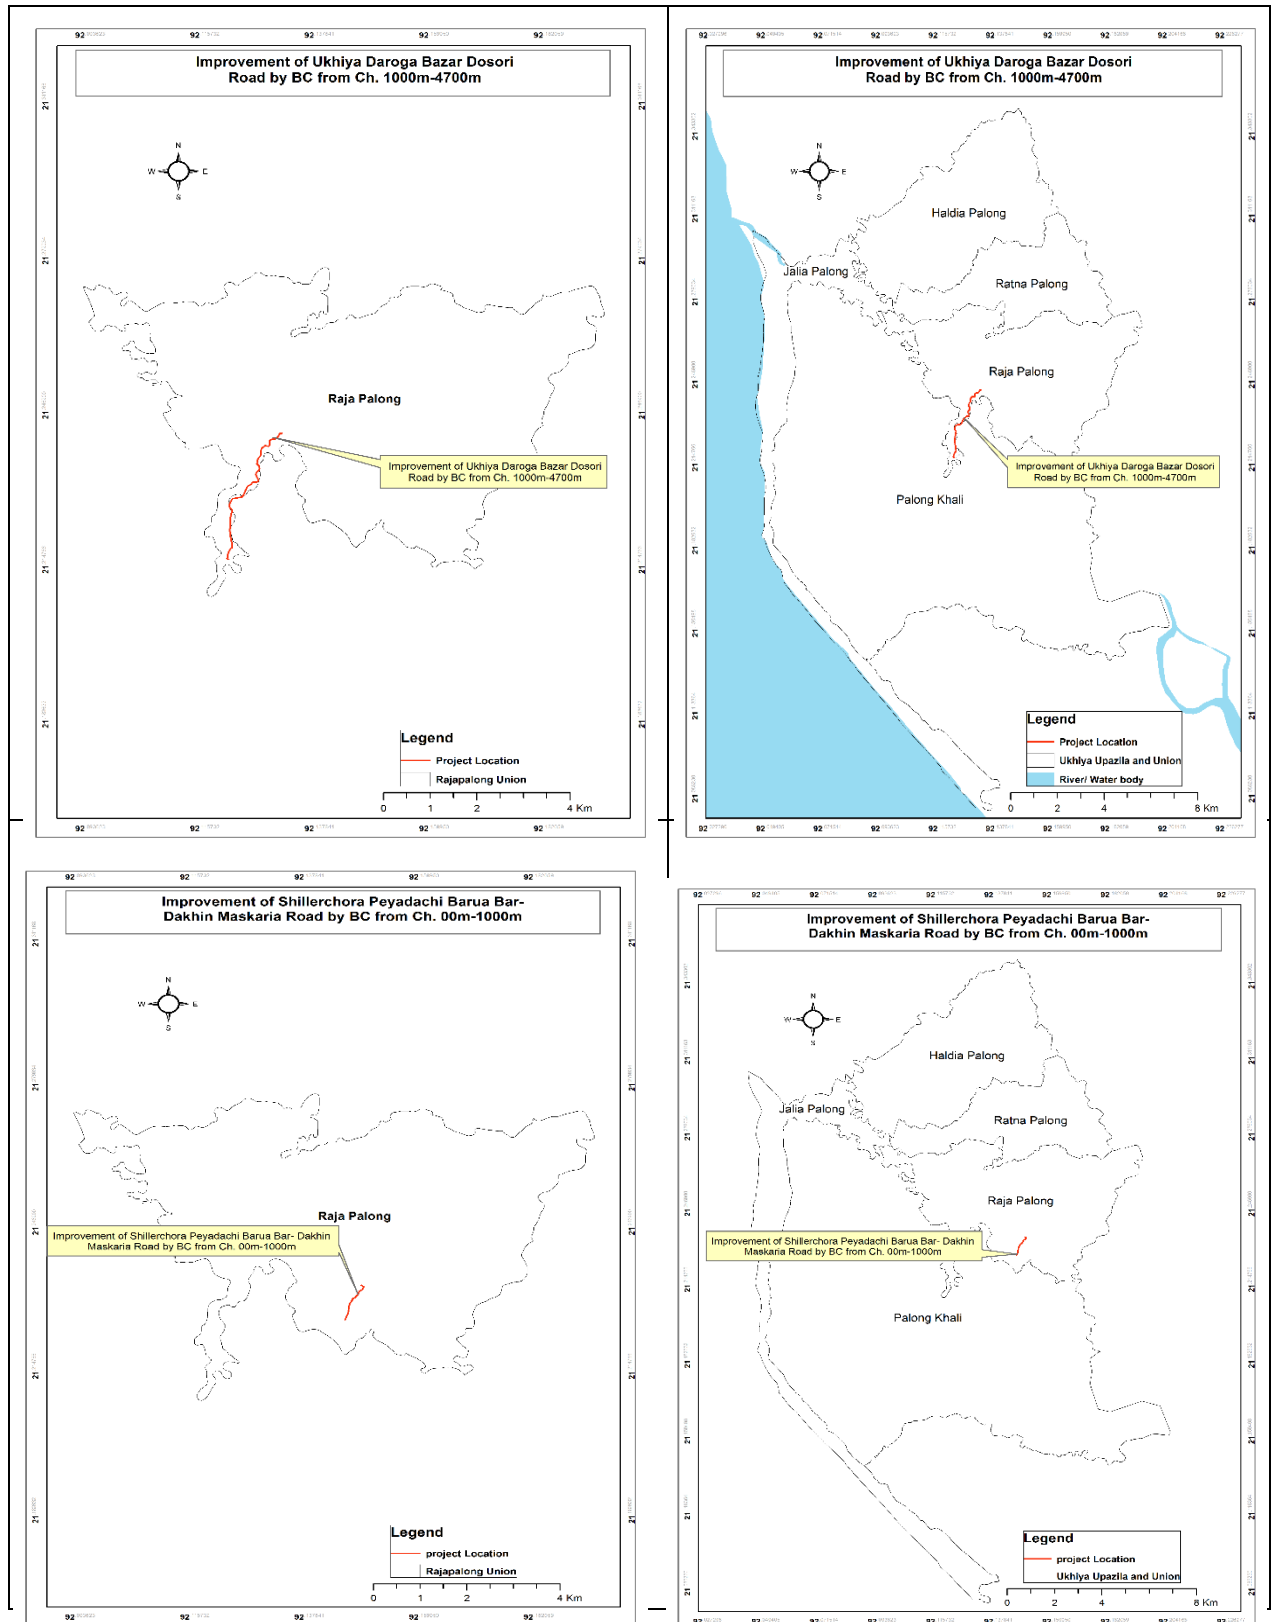 Improvement of Ukhiya Daroga Bazar Dosori
Road by BC from Ch. 1000m-4700m
N
W
E
S
Raja Palong
Improvement of Ukhiya Daroga Bazar Dosori
Road by BC from Ch. 1000m-4700m
Legend
Project Location
Rajapalong Union
0 1 2 4 Km
Improvement of Ukhiya Daroga Bazar Dosori
Road by BC from Ch. 1000m-4700m
N
W
E
S
Haldia Palong
Jalia Palong
Ratna Palong
Raja Palong
Improvement of Ukhiya Daroga Bazar Dosori
Road by BC from Ch. 1000m-4700m
Palong Khali
Legend
Project Location
Ukhiya Upazila and Union
River/ Water body
0 2 4 8 Km
Improvement of Shillerchora Peyadachi Barua Bar-
Dakhin Maskaria Road by BC from Ch. 00m-1000m
N
W
E
S
Raja Palong
Improvement of Shillerchora Peyadachi Barua Bar- Dakhin
Maskaria Road by BC from Ch. 00m-1000m
Legend
project Location
Rajapalong Union
0 1 2 4 Km
Improvement of Shillerchora Peyadachi Barua Bar-
Dakhin Maskaria Road by BC from Ch. 00m-1000m
N
W
E
S
Haldia Palong
Jalia Palong
Ratna Palong
Raja Palong
Improvement of Shillerchora Peyadachi Barua Bar- Dakhin
Maskaria Road by BC from Ch. 00m-1000m
Palong Khali
Legend
project Location
Ukhiya Upazila and Union
0 2 4 8 Km